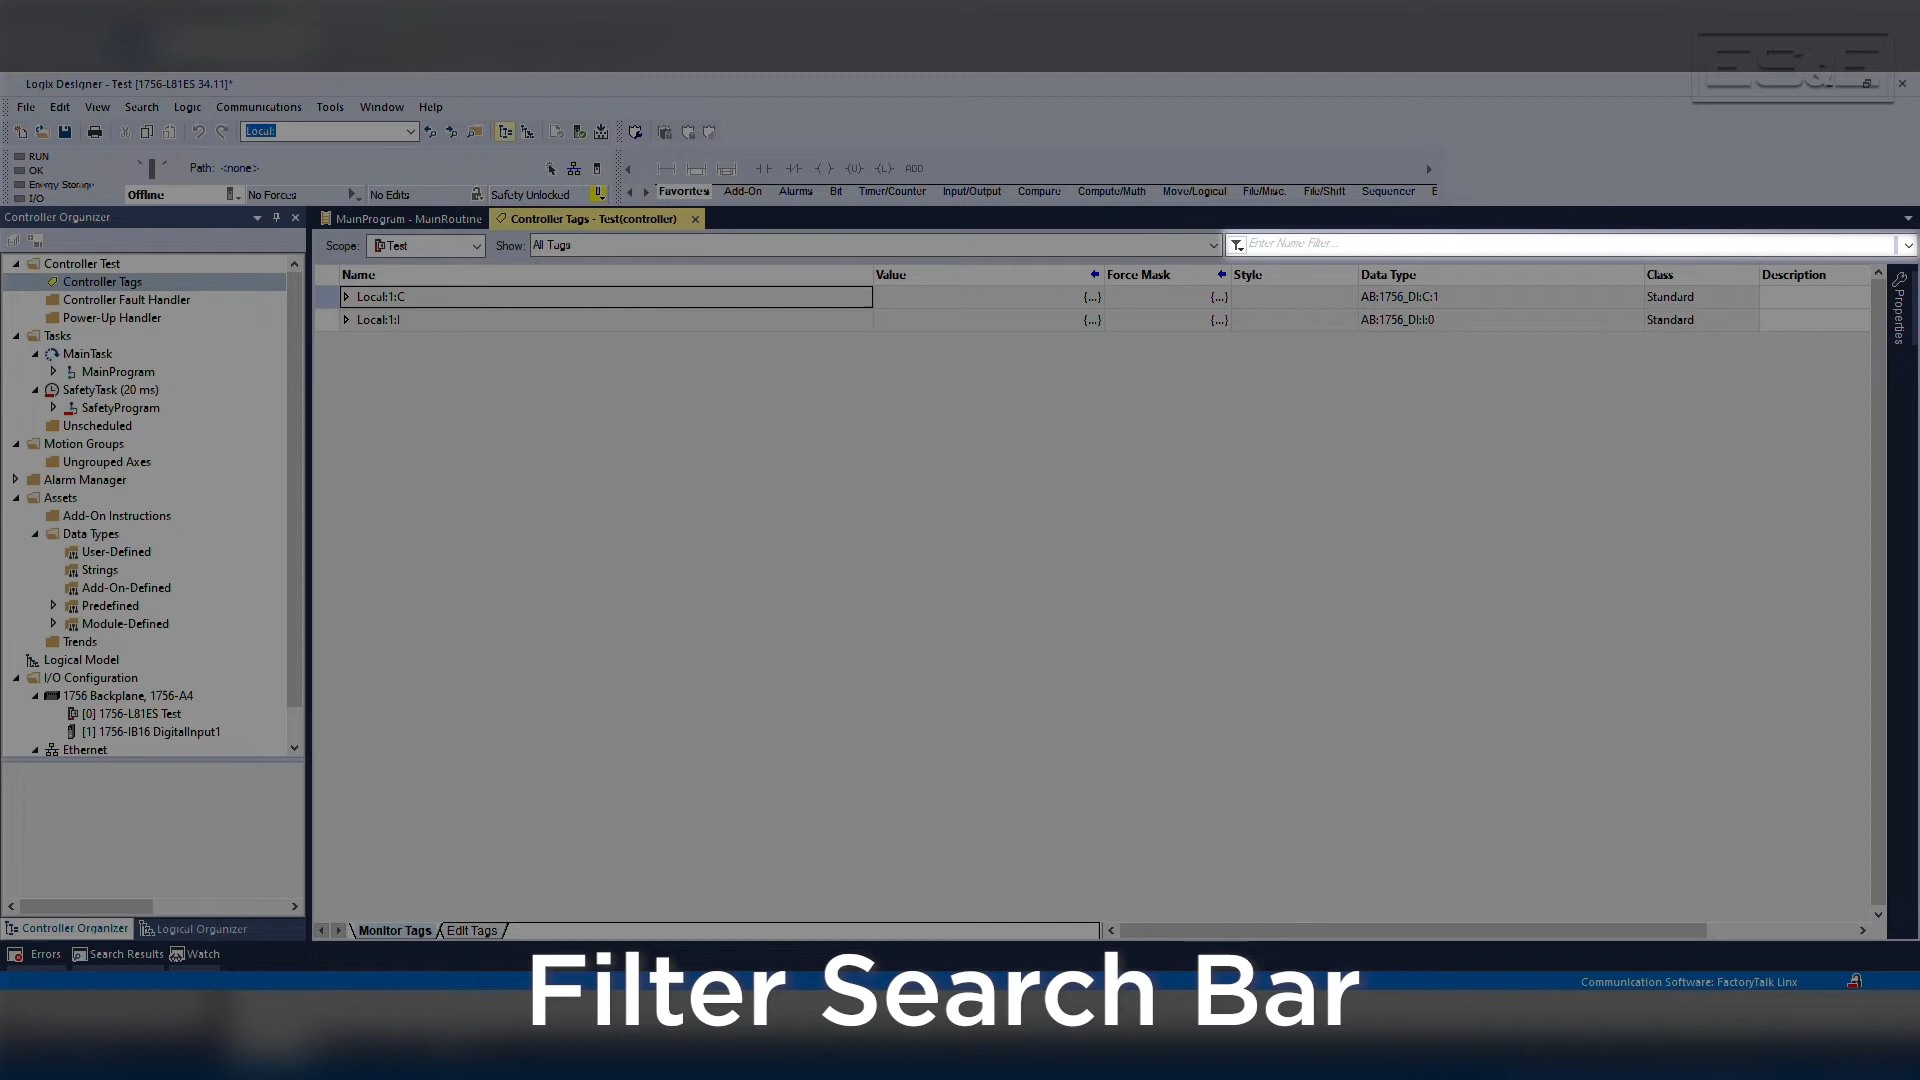 ES&E
Logix Designer - Test [1756-L81ES 34.11]*
File Edit View Search Logic Communications Tools Window Help
Local:
RUN
OK
Energy Storage
I/O
Path: <none>
Offline No Forces No Edits Safety Unlocked
ADD
Favorites Add-On Alarms Bit Timer/Counter Input/Output Compare Compute/Math Move/Logical File/Misc. File/Shift Sequencer E
Controller Organizer
MainProgram - MainRoutine Controller Tags - Test(controller)
Scope: Test Show: All Tags Enter Name Filter...
Name Value Force Mask Style Data Type Class Description
Local:1:C {...} {...} AB:1756_DI:C:1 Standard
Local:1:I {...} {...} AB:1756_DI:I:0 Standard
Properties
Controller Test
Controller Tags
Controller Fault Handler
Power-Up Handler
Tasks
MainTask
MainProgram
SafetyTask (20 ms)
SafetyProgram
Unscheduled
Motion Groups
Ungrouped Axes
Alarm Manager
Assets
Add-On Instructions
Data Types
User-Defined
Strings
Add-On-Defined
Predefined
Module-Defined
Trends
Logical Model
I/O Configuration
1756 Backplane, 1756-A4
[0] 1756-L81ES Test
[1] 1756-IB16 DigitalInput1
Ethernet
Controller Organizer Logical Organizer
Monitor Tags Edit Tags
Errors Search Results Watch
Communication Software: FactoryTalk Linx
Filter Search Bar